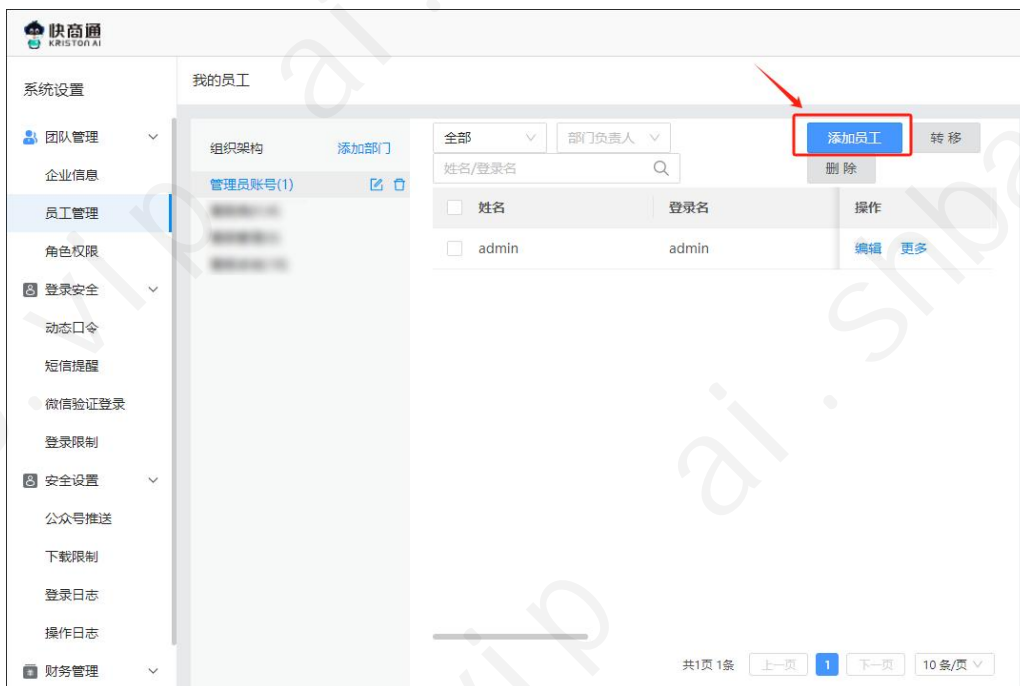 快商通
KRISTON AI
系统设置
团队管理
企业信息
员工管理
角色权限
登录安全
动态口令
短信提醒
微信验证登录
登录限制
安全设置
公众号推送
下载限制
登录日志
操作日志
财务管理
我的员工
组织架构 添加部门
管理员账号(1)
全部 部门负责人 添加员工 转 移
姓名/登录名 删 除
姓名 登录名 操作
admin admin 编辑 更多
共1页 1条 上一页 1 下一页 10 条/页